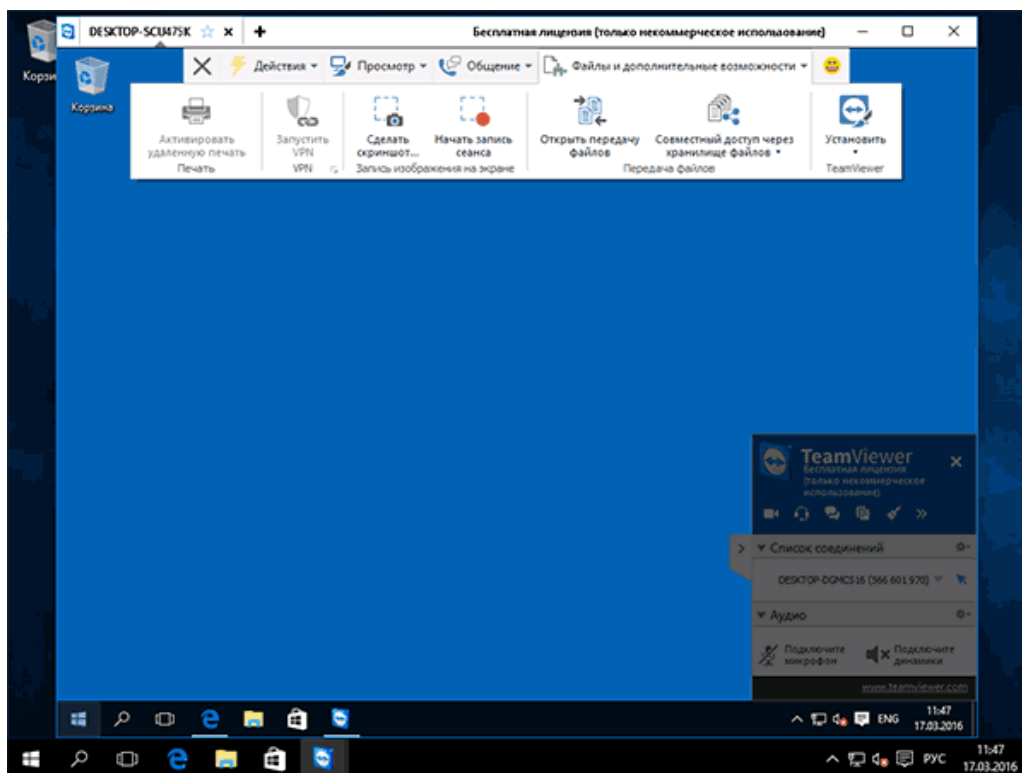 DESKTOP-SCU475K
Бесплатная лицензия (только некоммерческое использование)
Корзи
Корзина
Действия
Просмотр
Общение
Файлы и дополнительные возможности
Активировать
удаленную печать
Печать
Запустить
VPN
VPN
Сделать
скриншот...
Начать запись
сеанса
Запись изображения на экране
Открыть передачу
файлов
Совместный доступ через
хранилище файлов
Передача файлов
Установить
TeamViewer
TeamViewer
Бесплатная лицензия
(только некоммерческое
использование)
Список соединений
DESKTOP-DGMCS16 (566 601 970)
Аудио
Подключите
микрофон
Подключите
динамики
www.teamviewer.com
ENG
11:47
17.03.2016
РУС
11:47
17.03.2016